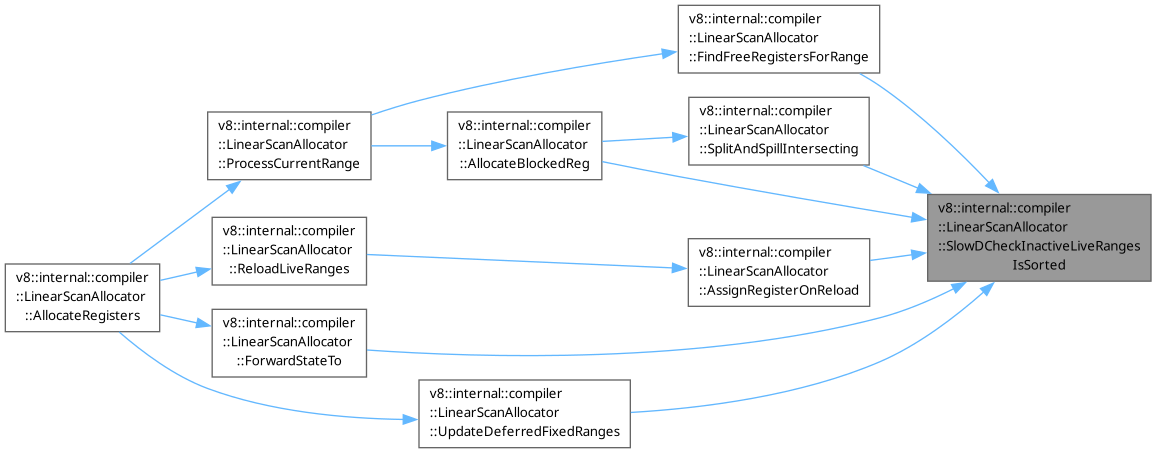 v8::internal::compiler
::LinearScanAllocator
::FindFreeRegistersForRange
v8::internal::compiler
::LinearScanAllocator
::ProcessCurrentRange
v8::internal::compiler
::LinearScanAllocator
::AllocateBlockedReg
v8::internal::compiler
::LinearScanAllocator
::SplitAndSpillIntersecting
v8::internal::compiler
::LinearScanAllocator
::SlowDCheckInactiveLiveRanges
IsSorted
v8::internal::compiler
::LinearScanAllocator
::ReloadLiveRanges
v8::internal::compiler
::LinearScanAllocator
::AssignRegisterOnReload
v8::internal::compiler
::LinearScanAllocator
::AllocateRegisters
v8::internal::compiler
::LinearScanAllocator
::ForwardStateTo
v8::internal::compiler
::LinearScanAllocator
::UpdateDeferredFixedRanges